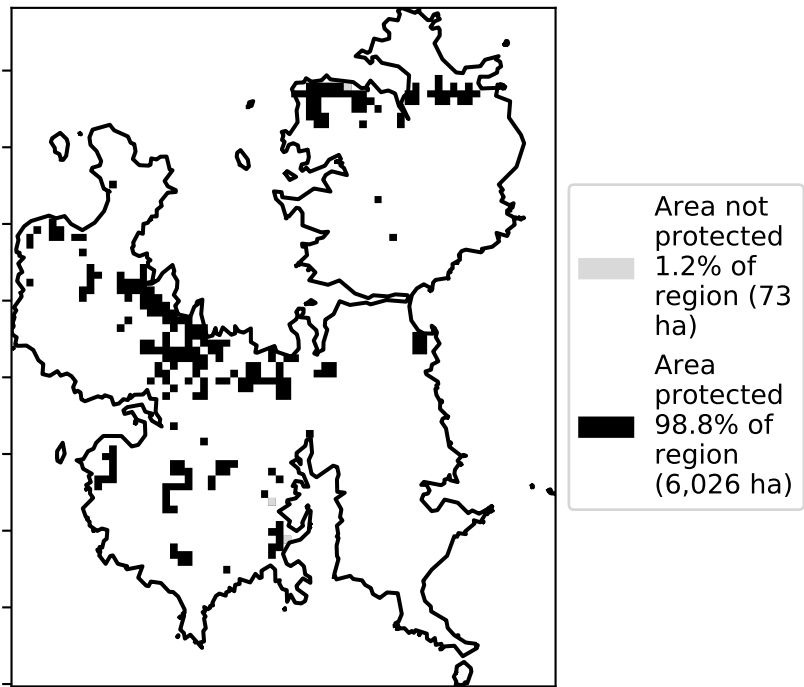 Area not
protected
1.2% of
region (73
ha)
Area
protected
98.8% of
region
(6,026 ha)